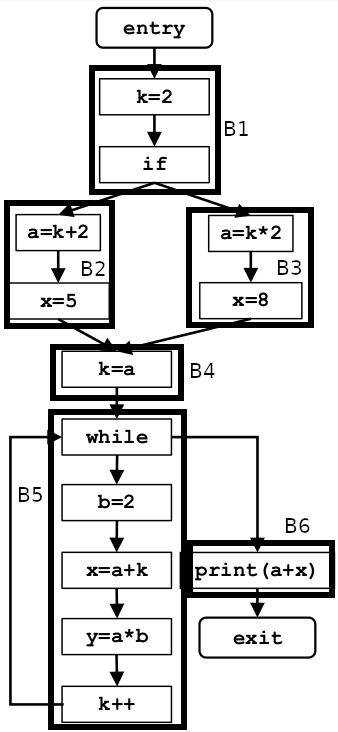 entry
k=2
B1
if
a=k+2
a=k*2
B2
B3
x=5
x=8
k=a
B4
while
B5
b=2
B6
x=a+k
print(a+x)
y=a*b
exit
k++